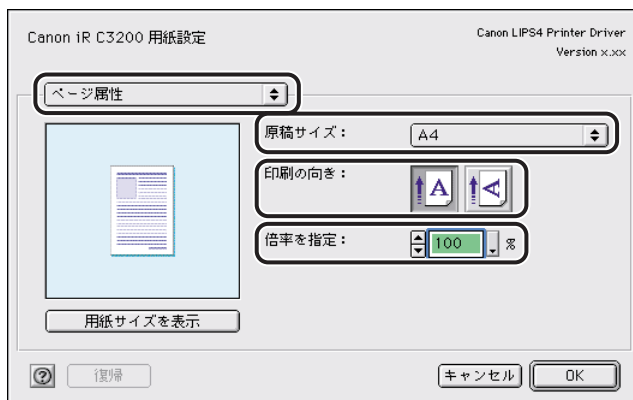 Canon iR C3200 用紙設定
Canon LIPS4 Printer Driver
Version x.xx
ページ属性
原稿サイズ：
A4
印刷の向き：
A
A
倍率を指定：
100
%
用紙サイズを表示
?
復帰
キャンセル
OK